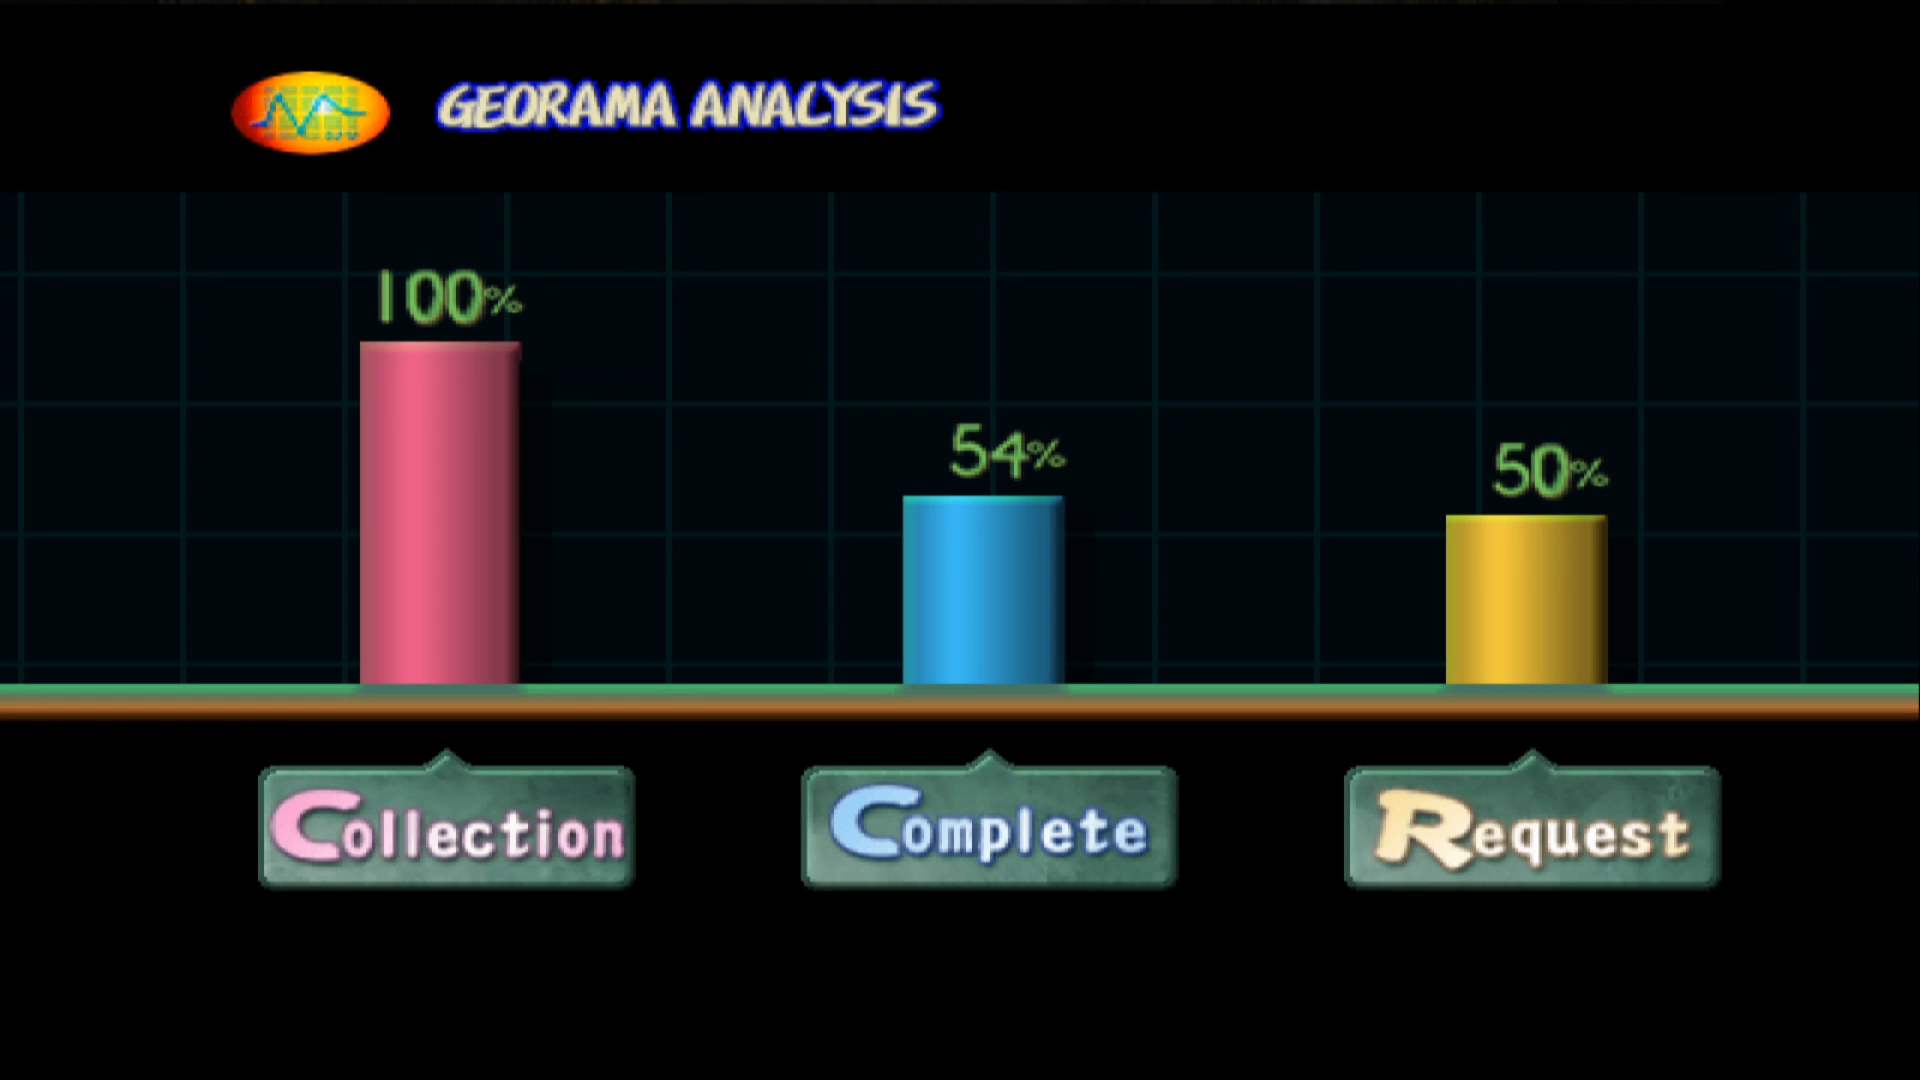 GEORAMA ANALYSIS
100%
54%
50%
Collection
Complete
Request